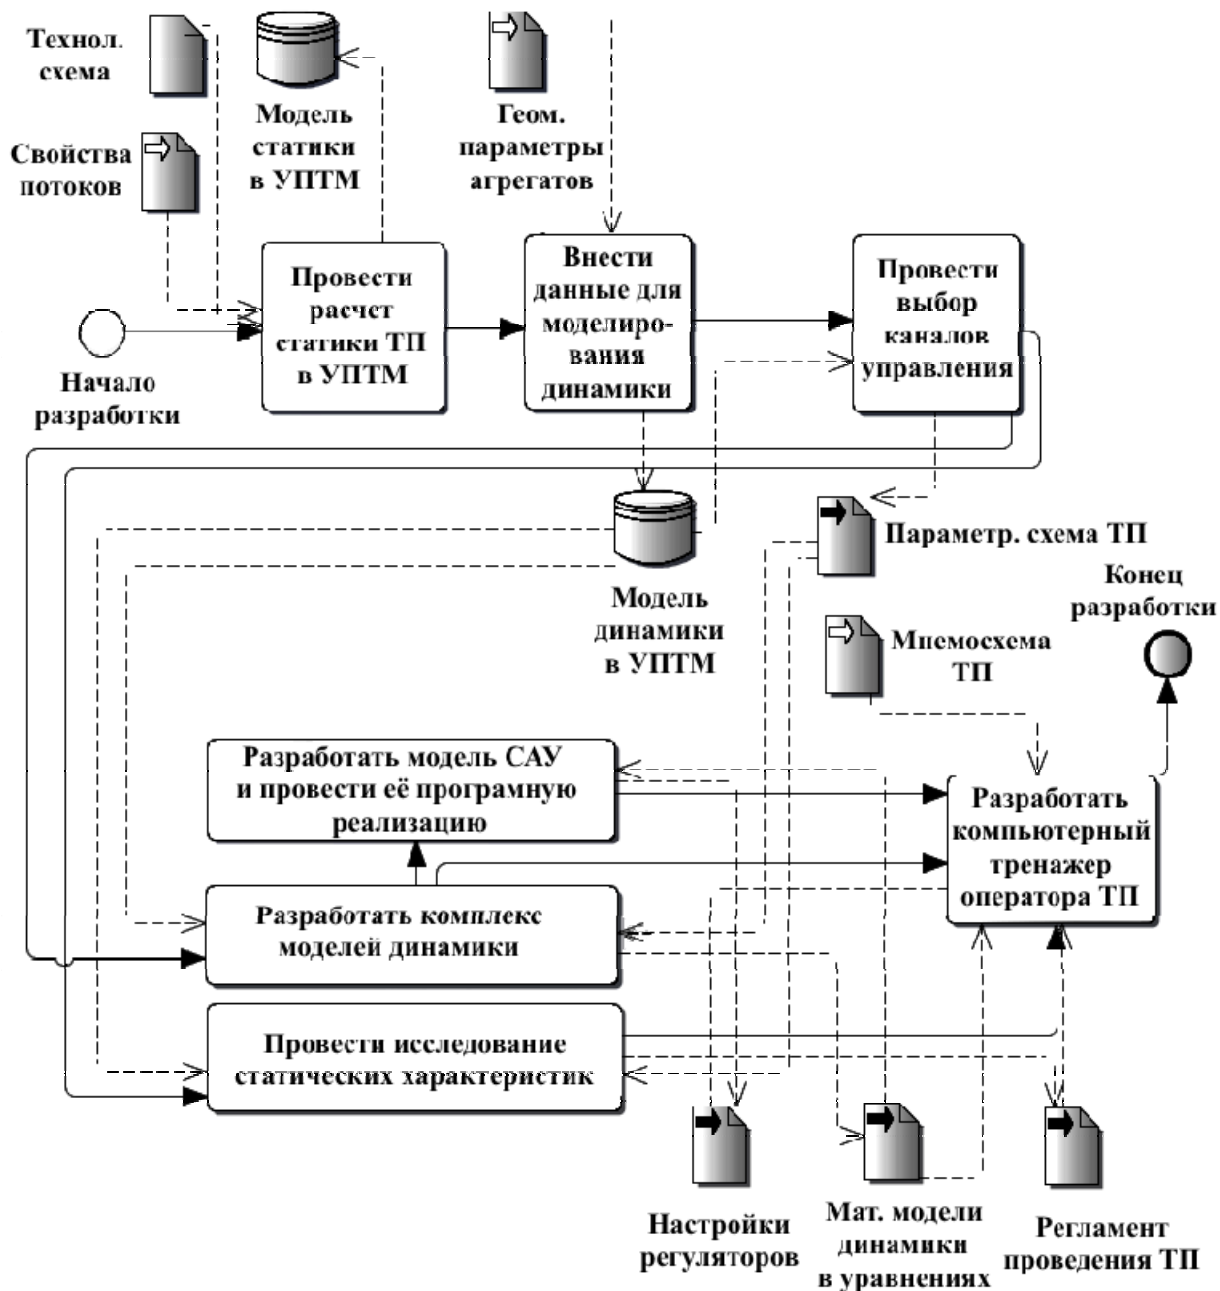 Технол.
схема
Модель
статики
в УПТМ
Геом.
параметры
агрегатов
Свойства
потоков
Начало
разработки
Провести
расчет
статики ТП
в УПТМ
Внести
данные для
моделиро-
вания
динамики
Провести
выбор
каналов
управления
Модель
динамики
в УПТМ
Параметр. схема ТП
Конец
разработки
Мнемосхема
ТП
Разработать модель САУ
и провести её програмную
реализацию
Разработать
компьютерный
тренажер
оператора ТП
Разработать комплекс
моделей динамики
Провести исследование
статических характеристик
Настройки
регуляторов
Мат. модели
динамики
в уравнениях
Регламент
проведения ТП